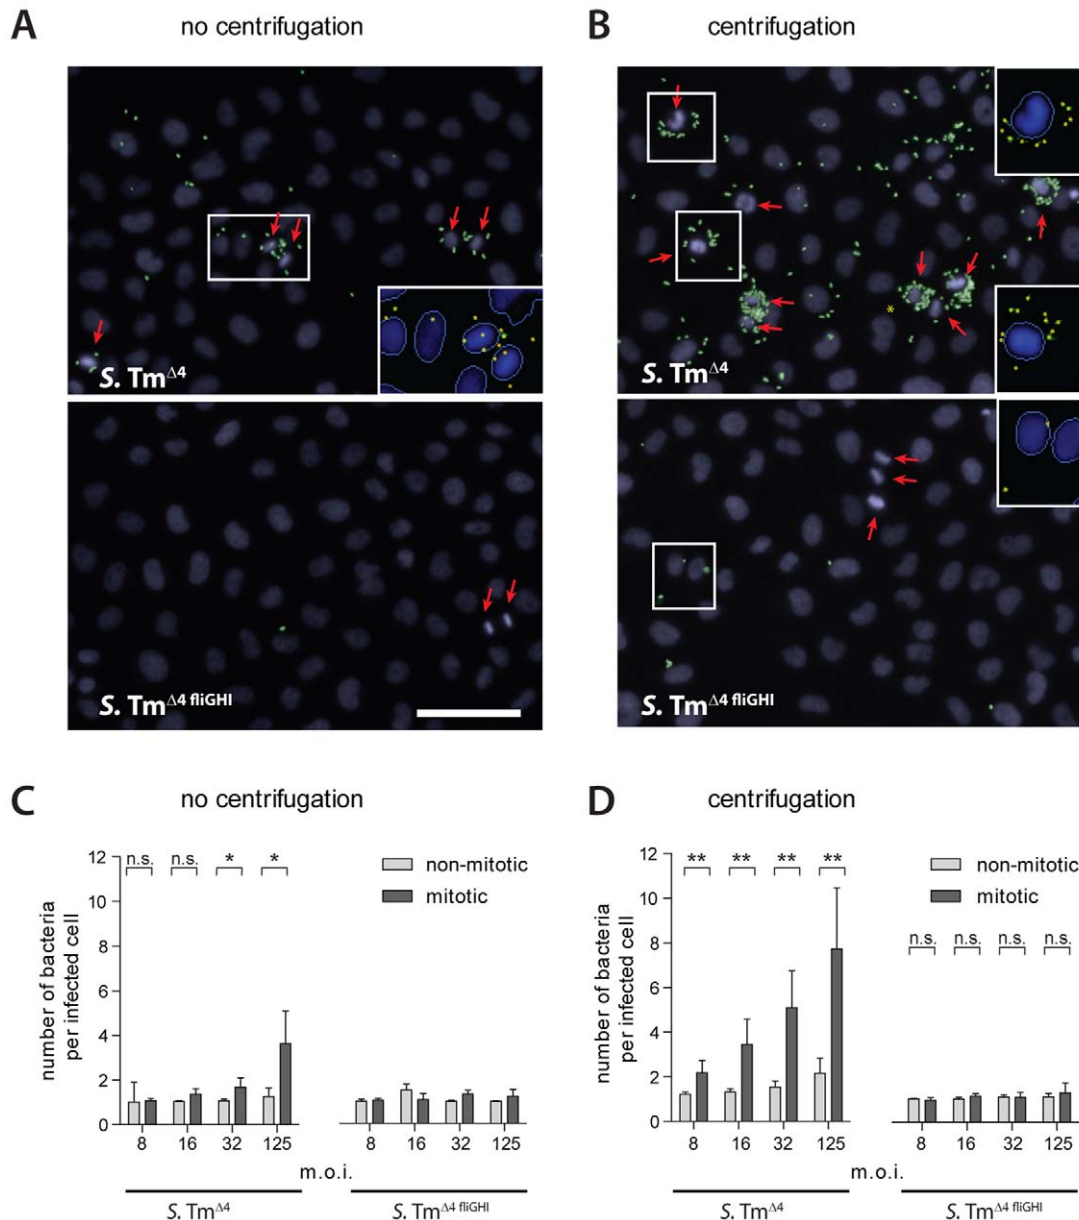 A
no centrifugation
S. Tm^Δ4
S. Tm^Δ4 fliGHI
B
centrifugation
*
S. Tm^Δ4
S. Tm^Δ4 fliGHI
C
no centrifugation
number of bacteria
per infected cell
12
10
8
6
4
2
0
n.s. n.s. * *
non-mitotic
mitotic
8 16 32 125 8 16 32 125
m.o.i.
S. Tm^Δ4 S. Tm^Δ4 fliGHI
D
centrifugation
number of bacteria
per infected cell
12
10
8
6
4
2
0
** ** ** **
non-mitotic
mitotic
n.s. n.s. n.s. n.s.
8 16 32 125 8 16 32 125
m.o.i.
S. Tm^Δ4 S. Tm^Δ4 fliGHI